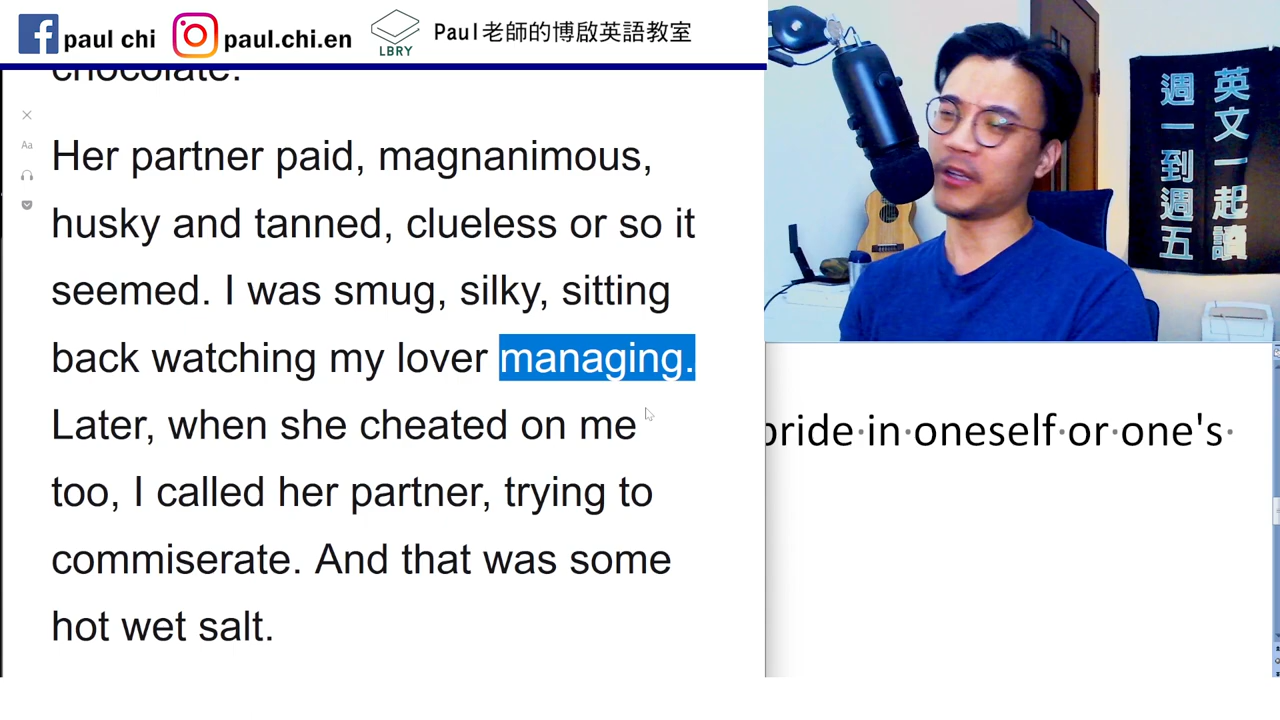 paul chi
paul.chi.en
LBRY
Paul老師的博啟英語教室
chocolate.
Aa
Her partner paid, magnanimous,
husky and tanned, clueless or so it
seemed. I was smug, silky, sitting
back watching my lover managing.
Later, when she cheated on me
too, I called her partner, trying to
commiserate. And that was some
hot wet salt.
英文一起讀
週一到週五
pride·in·oneself·or·one's·